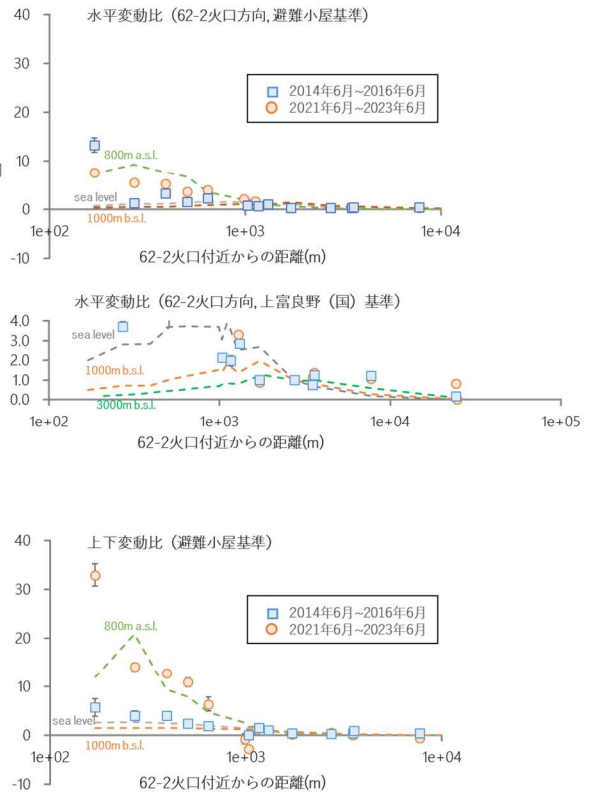 水平変動比（62-2火口方向, 避難小屋基準）
40
30
20
10
0
-10
2014年6月~2016年6月
2021年6月~2023年6月
800m a.s.l.
sea level
1000m b.s.l.
1e+02 1e+03 1e+04
62-2火口付近からの距離(m)
水平変動比（62-2火口方向, 上富良野（国）基準）
4.0
3.0
2.0
1.0
0.0
sea level
1000m b.s.l.
3000m b.s.l.
1e+02 1e+03 1e+04 1e+05
62-2火口付近からの距離(m)
上下変動比（避難小屋基準）
40
30
20
10
0
-10
2014年6月~2016年6月
2021年6月~2023年6月
800m a.s.l.
sea level
1000m b.s.l.
1e+02 1e+03 1e+04
62-2火口付近からの距離(m)